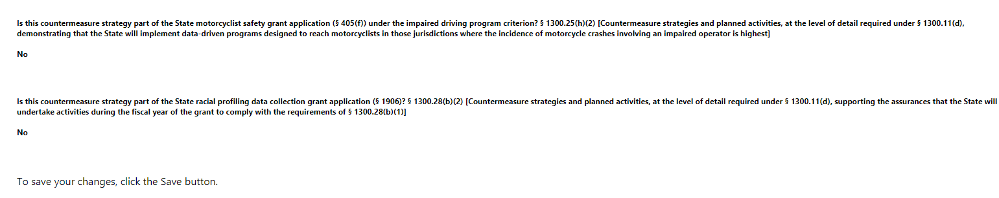 Is this countermeasure strategy part of the State motorcyclist safety grant application (§ 405(f)) under the impaired driving program criterion? § 1300.25(h)(2) [Countermeasure strategies and planned activities, at the level of detail required under § 1300.11(d),
demonstrating that the State will implement data-driven programs designed to reach motorcyclists in those jurisdictions where the incidence of motorcycle crashes involving an impaired operator is highest]
No
Is this countermeasure strategy part of the State racial profiling data collection grant application (§ 1906)? § 1300.28(b)(2) [Countermeasure strategies and planned activities, at the level of detail required under § 1300.11(d), supporting the assurances that the State will
undertake activities during the fiscal year of the grant to comply with the requirements of § 1300.28(b)(1)]
No
To save your changes, click the Save button.